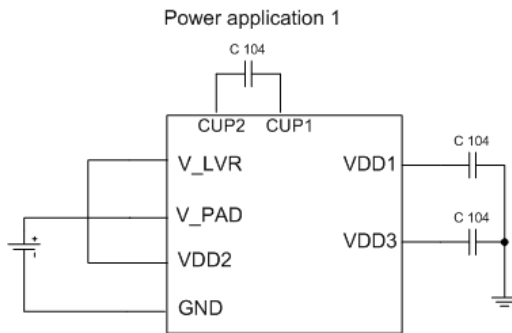 Power application 1
C 104
CUP2 CUP1
V_LVR VDD1 C 104
V_PAD
C 104
VDD3
VDD2
GND
+
-